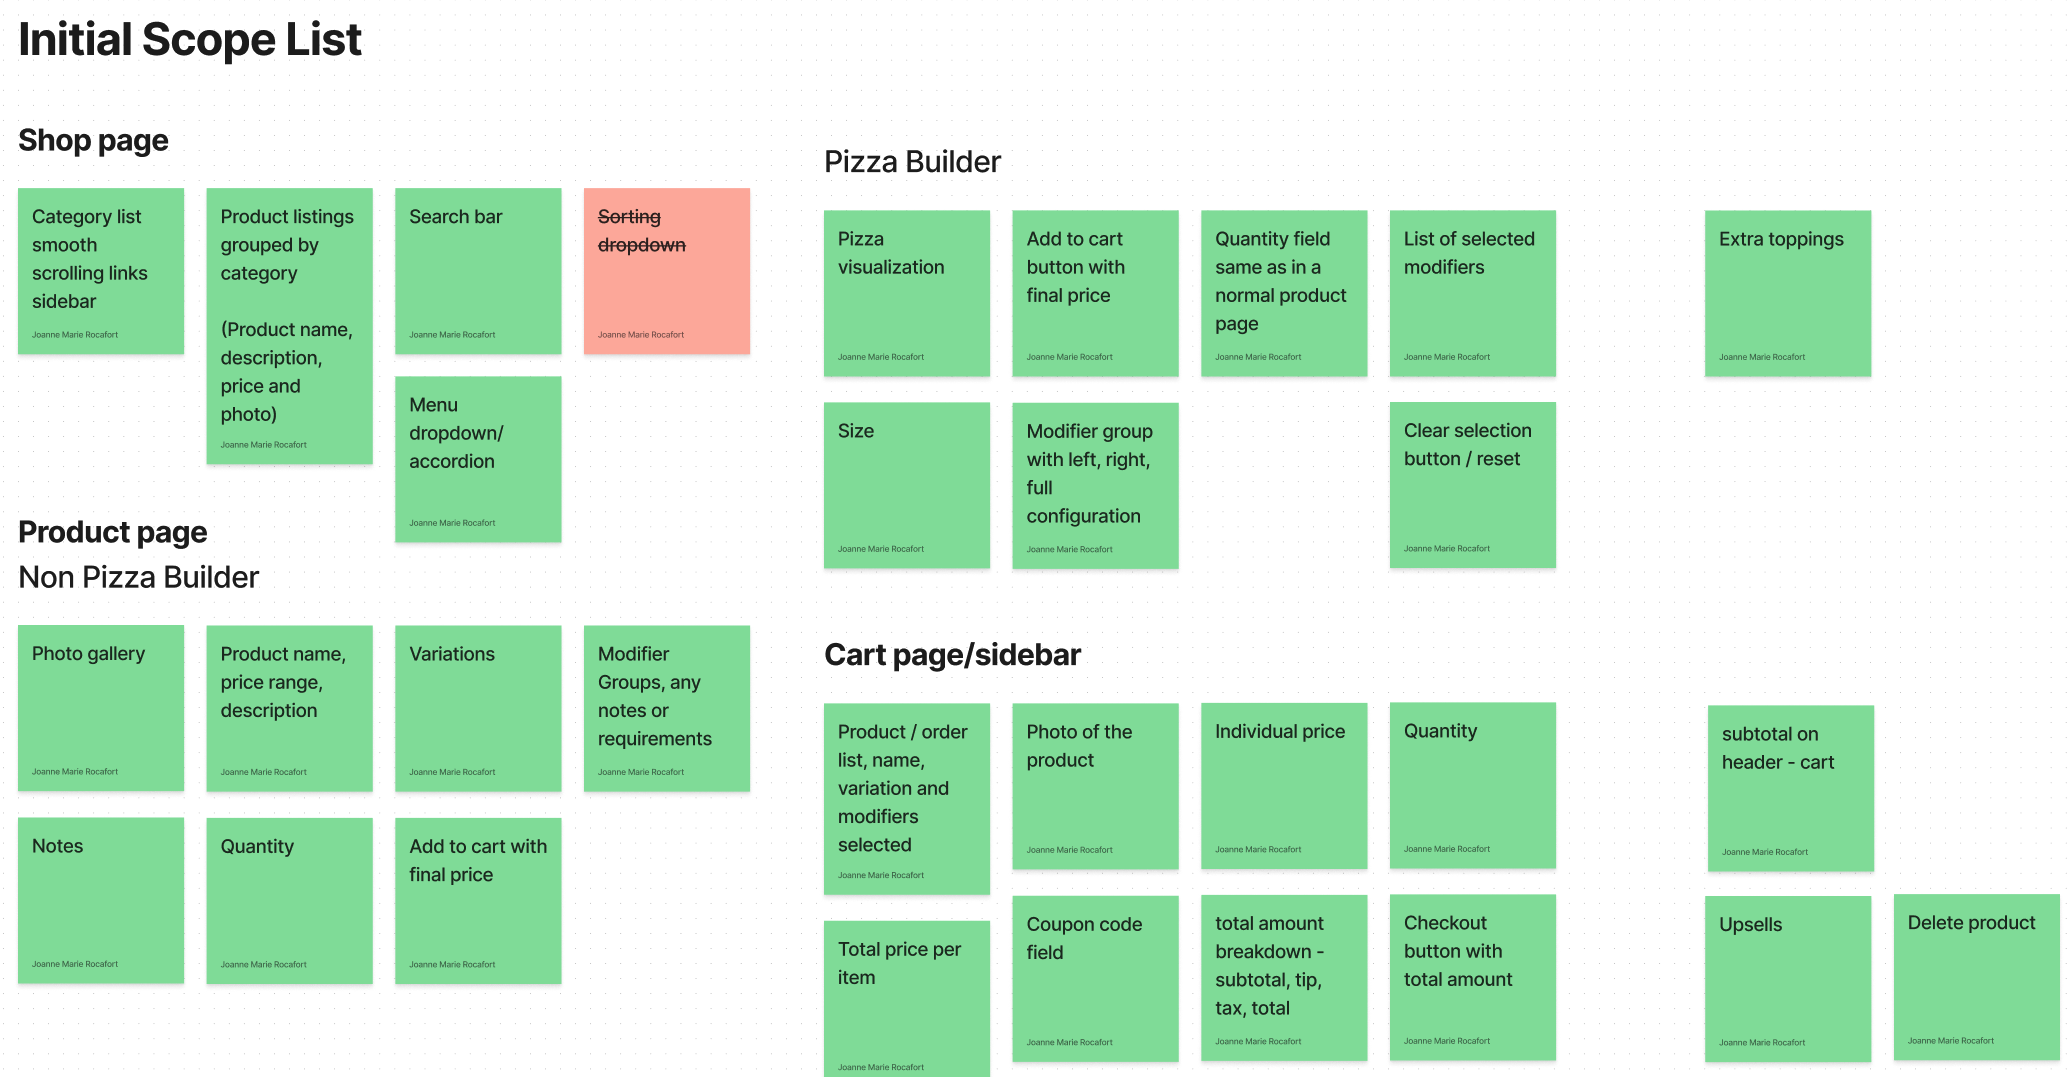 Initial Scope List
Shop page
Category list
smooth
scrolling links
sidebar
Joanne Marie Rocafort
Product listings
grouped by
category
(Product name,
description,
price and
photo)
Joanne Marie Rocafort
Search bar
Joanne Marie Rocafort
Sorting
dropdown
Joanne Marie Rocafort
Menu
dropdown/
accordion
Joanne Marie Rocafort
Product page
Non Pizza Builder
Photo gallery
Joanne Marie Rocafort
Product name,
price range,
description
Joanne Marie Rocafort
Variations
Joanne Marie Rocafort
Modifier
Groups, any
notes or
requirements
Joanne Marie Rocafort
Notes
Joanne Marie Rocafort
Quantity
Joanne Marie Rocafort
Add to cart with
final price
Joanne Marie Rocafort
Pizza Builder
Pizza
visualization
Joanne Marie Rocafort
Add to cart
button with
final price
Joanne Marie Rocafort
Quantity field
same as in a
normal product
page
Joanne Marie Rocafort
List of selected
modifiers
Joanne Marie Rocafort
Extra toppings
Joanne Marie Rocafort
Size
Joanne Marie Rocafort
Modifier group
with left, right,
full
configuration
Joanne Marie Rocafort
Clear selection
button / reset
Joanne Marie Rocafort
Cart page/sidebar
Product / order
list, name,
variation and
modifiers
selected
Joanne Marie Rocafort
Photo of the
product
Joanne Marie Rocafort
Individual price
Joanne Marie Rocafort
Quantity
Joanne Marie Rocafort
subtotal on
header - cart
Joanne Marie Rocafort
Total price per
item
Joanne Marie Rocafort
Coupon code
field
Joanne Marie Rocafort
total amount
breakdown -
subtotal, tip,
tax, total
Joanne Marie Rocafort
Checkout
button with
total amount
Joanne Marie Rocafort
Upsells
Joanne Marie Rocafort
Delete product
Joanne Marie Rocafort